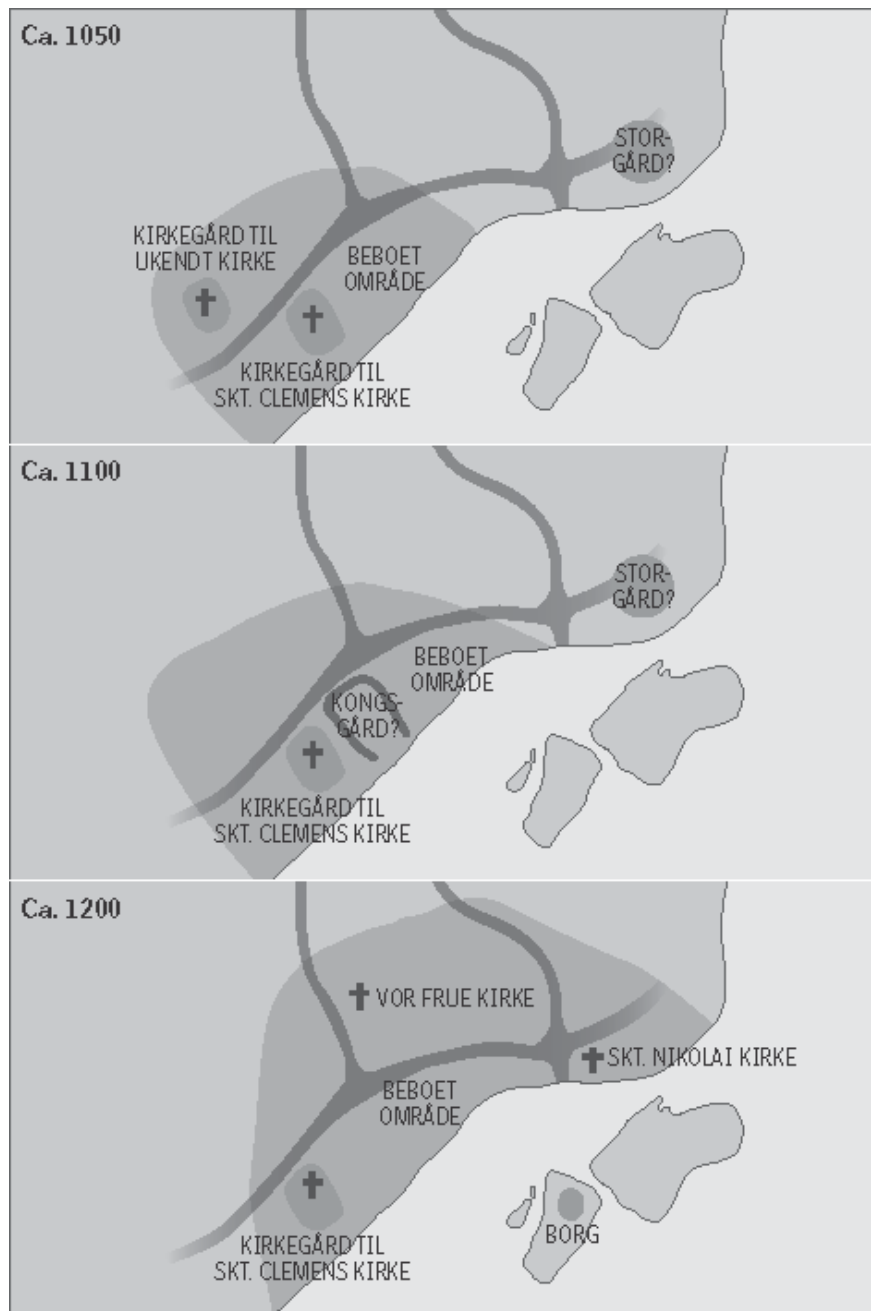 Ca. 1050
STOR-
GÅRD?
KIRKEGÅRD TIL
UKENDT KIRKE
BEBOET
OMRÅDE
KIRKEGÅRD TIL
SKT. CLEMENS KIRKE
Ca. 1100
STOR-
GÅRD?
BEBOET
OMRÅDE
KONGS-
GÅRD?
KIRKEGÅRD TIL
SKT. CLEMENS KIRKE
Ca. 1200
VOR FRUE KIRKE
SKT. NIKOLAI KIRKE
BEBOET
OMRÅDE
BORG
KIRKEGÅRD TIL
SKT. CLEMENS KIRKE